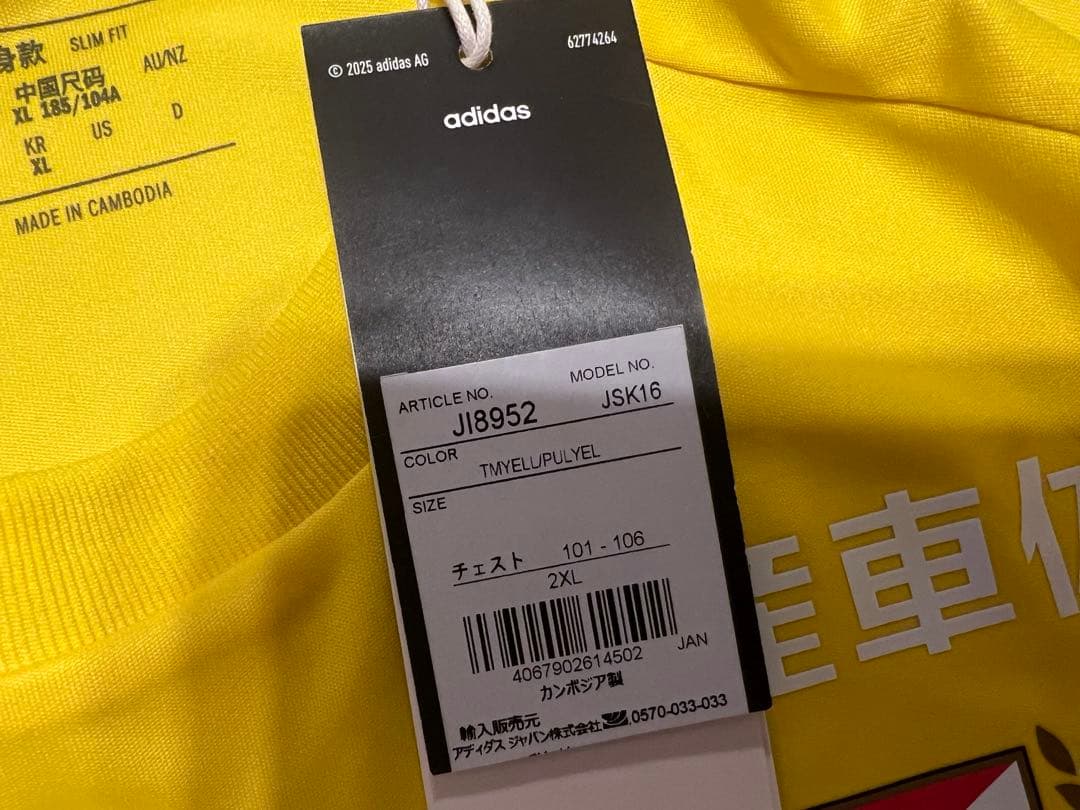 身款 SLIM FIT
中国尺码 AU/NZ
XL 185/104A
KR US D
XL
MADE IN CAMBODIA
© 2025 adidas AG 62774264
adidas
ARTICLE NO. MODEL NO.
JI8952 JSK16
COLOR TMYELL/PULYEL
SIZE
チェスト 101 - 106
2XL
4067902614502 JAN
カンボジア製
輸入販売元
アディダス ジャパン株式会社 0570-033-033
車